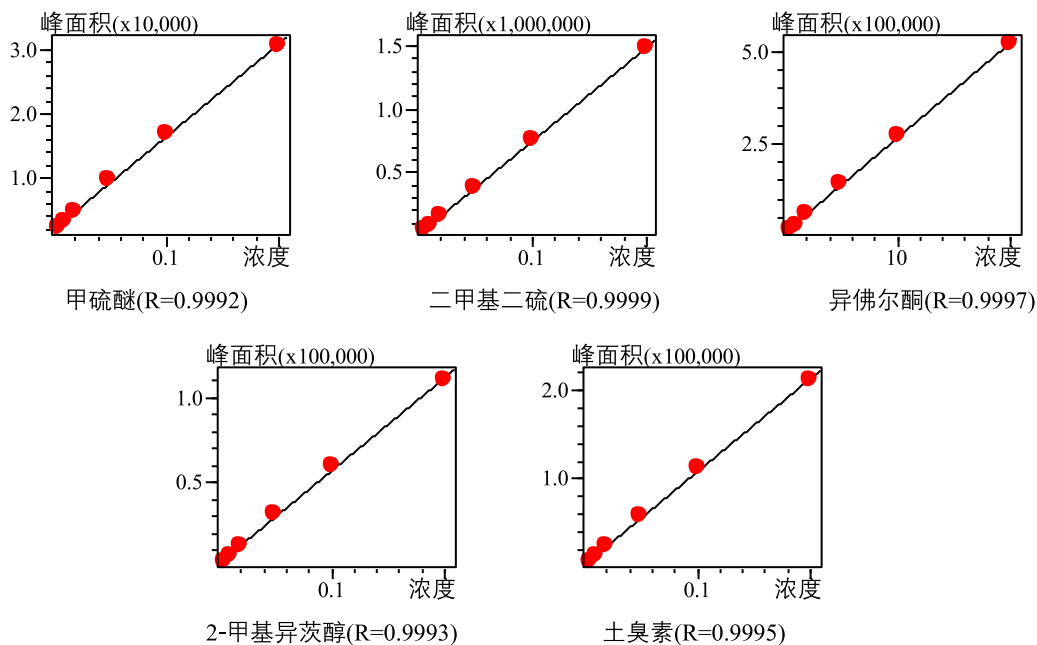 峰面积(x10,000)
3.0
2.0
1.0
0.1
浓度
甲硫醚(R=0.9992)
峰面积(x1,000,000)
1.5
1.0
0.5
0.1
浓度
二甲基二硫(R=0.9999)
峰面积(x100,000)
5.0
2.5
10
浓度
异佛尔酮(R=0.9997)
峰面积(x100,000)
1.0
0.5
0.1
浓度
2-甲基异茨醇(R=0.9993)
峰面积(x100,000)
2.0
1.0
0.1
浓度
土臭素(R=0.9995)